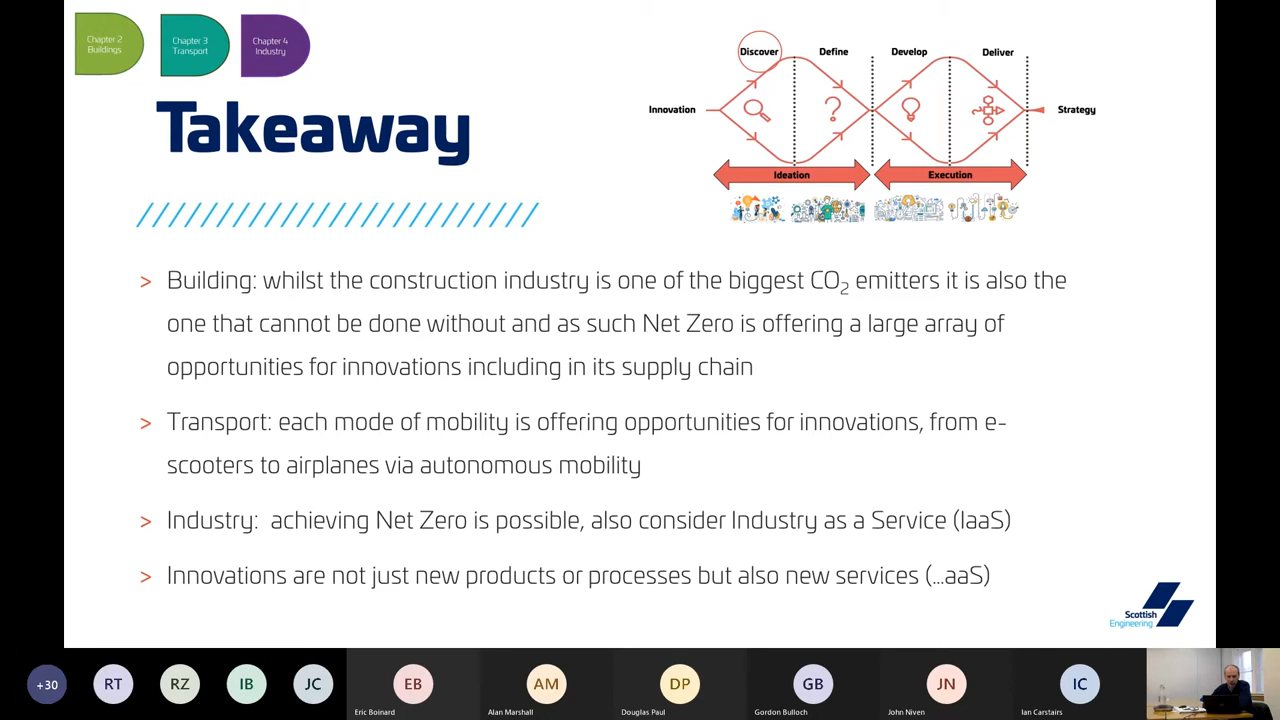 Chapter 2
Buildings
Chapter 3
Transport
Chapter 4
Industry
Takeaway
Discover
Define
Develop
Deliver
Innovation
Strategy
Ideation
Execution
> Building: whilst the construction industry is one of the biggest CO₂ emitters it is also the
one that cannot be done without and as such Net Zero is offering a large array of
opportunities for innovations including in its supply chain
> Transport: each mode of mobility is offering opportunities for innovations, from e-
scooters to airplanes via autonomous mobility
> Industry: achieving Net Zero is possible, also consider Industry as a Service (IaaS)
> Innovations are not just new products or processes but also new services (...aaS)
Scottish
Engineering
+30
RT
RZ
IB
JC
EB
Eric Boinard
AM
Alan Marshall
DP
Douglas Paul
GB
Gordon Bulloch
JN
John Niven
IC
Ian Carstairs